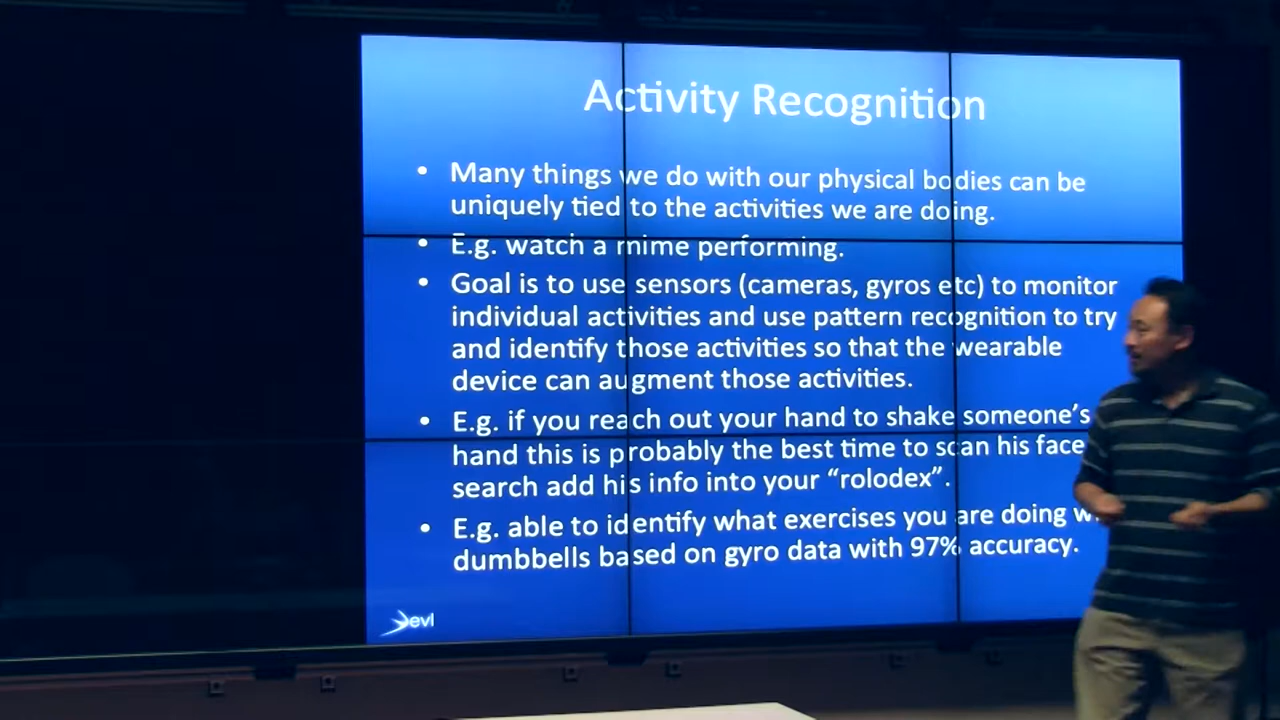 Activity Recognition
• Many things we do with our physical bodies can be
uniquely tied to the activities we are doing.
• E.g. watch a mime performing.
• Goal is to use sensors (cameras, gyros etc) to monitor
individual activities and use pattern recognition to try
and identify those activities so that the wearable
device can augment those activities.
• E.g. if you reach out your hand to shake someone's
hand this is probably the best time to scan his face
search add his info into your “rolodex”.
• E.g. able to identify what exercises you are doing
dumbbells based on gyro data with 97% accuracy.
evl